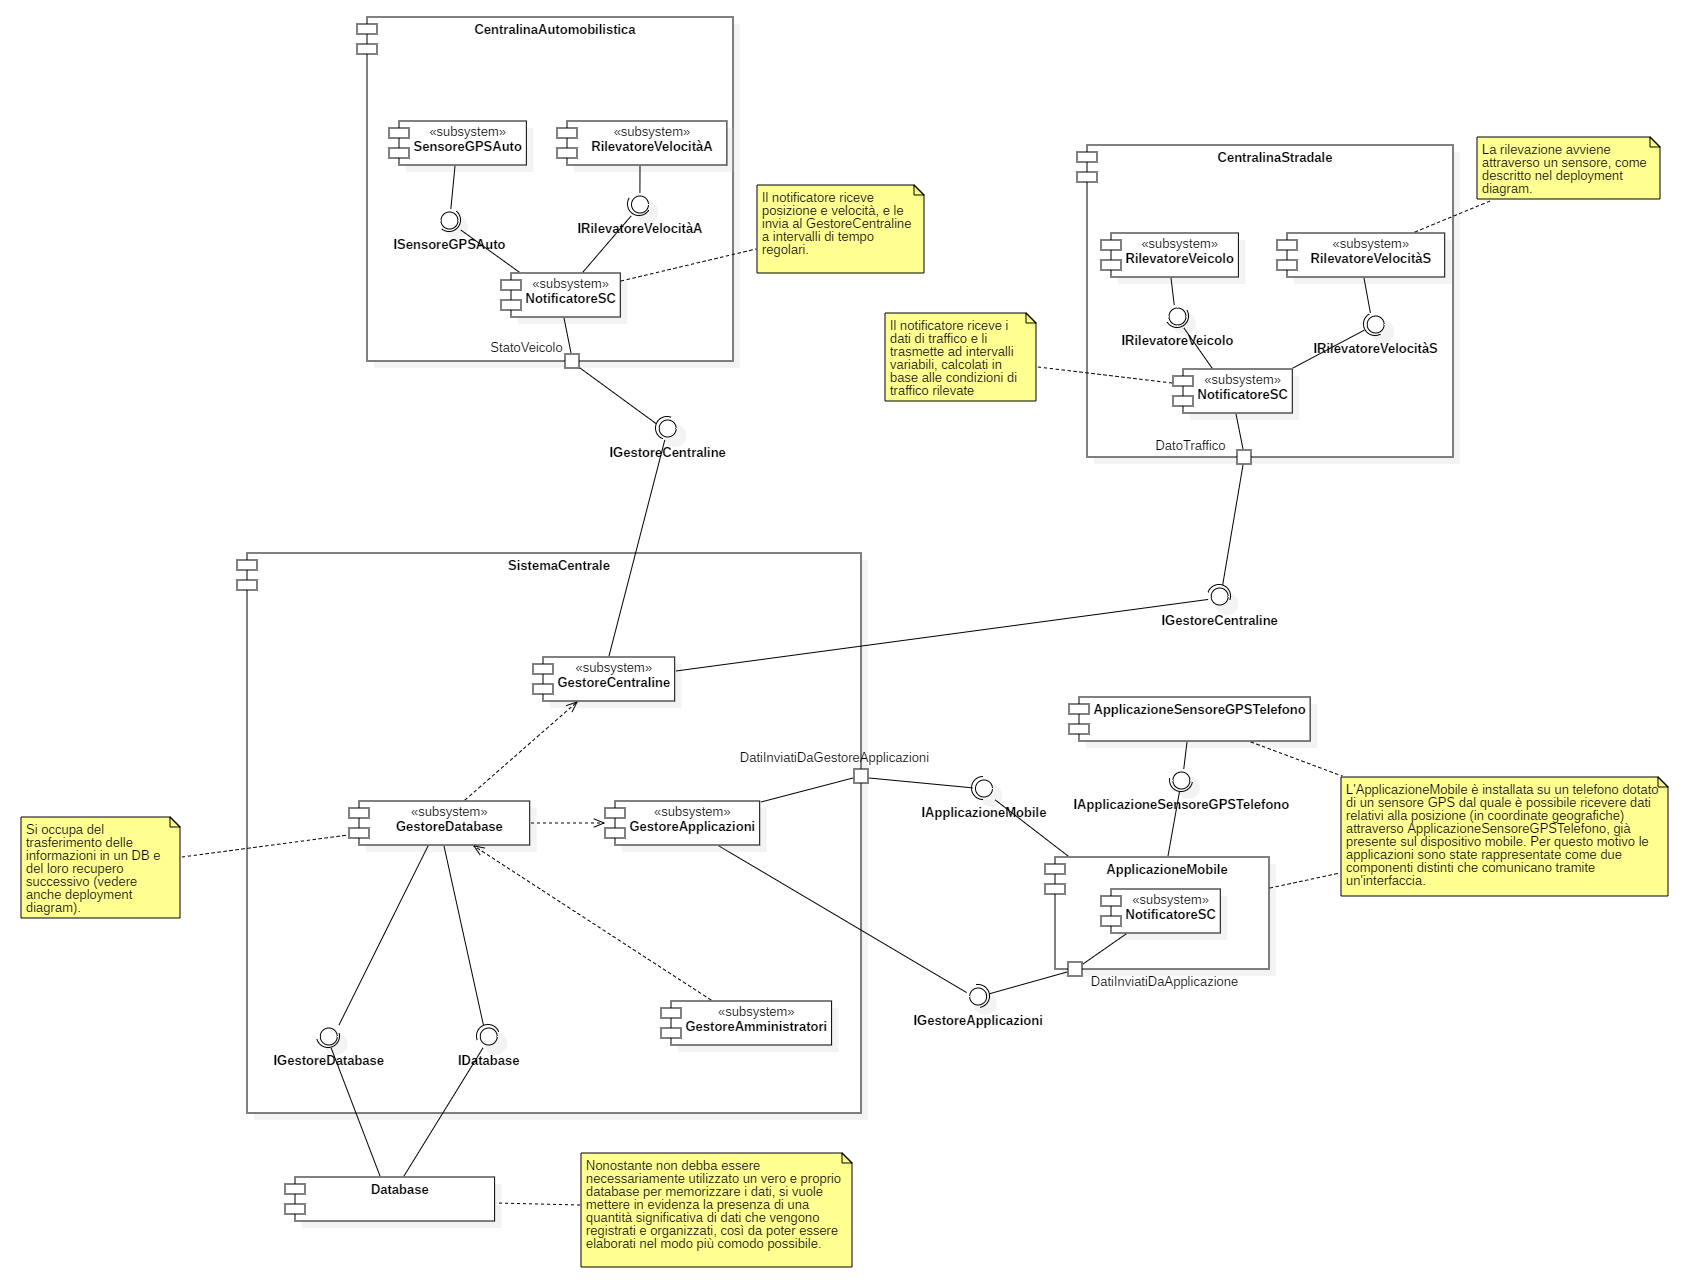 CentralinaAutomobilistica
«subsystem»
SensoreGPSAuto
«subsystem»
RilevatoreVelocitàA
ISensoreGPSAuto
IRilevatoreVelocitàA
«subsystem»
NotificatoreSC
StatoVeicolo
Il notificatore riceve
posizione e velocità, e le
invia al GestoreCentraline
a intervalli di tempo
regolari.
IGestoreCentraline
CentralinaStradale
La rilevazione avviene
attraverso un sensore, come
descritto nel deployment
diagram.
«subsystem»
RilevatoreVeicolo
«subsystem»
RilevatoreVelocitàS
IRilevatoreVeicolo
IRilevatoreVelocitàS
Il notificatore riceve i
dati di traffico e li
trasmette ad intervalli
variabili, calcolati in
base alle condizioni di
traffico rilevate
«subsystem»
NotificatoreSC
DatoTraffico
IGestoreCentraline
SistemaCentrale
«subsystem»
GestoreCentraline
DatiInviatiDaGestoreApplicazioni
«subsystem»
GestoreDatabase
«subsystem»
GestoreApplicazioni
Si occupa del
trasferimento delle
informazioni in un DB e
del loro recupero
successivo (vedere
anche deployment
diagram).
«subsystem»
GestoreAmministratori
IGestoreDatabase
IDatabase
ApplicazioneSensoreGPSTelefono
IApplicazioneMobile
IApplicazioneSensoreGPSTelefono
L'ApplicazioneMobile è installata su un telefono dotato
di un sensore GPS dal quale è possibile ricevere dati
relativi alla posizione (in coordinate geografiche)
attraverso ApplicazioneSensoreGPSTelefono, già
presente sul dispositivo mobile. Per questo motivo le
applicazioni sono state rappresentate come due
componenti distinti che comunicano tramite
un'interfaccia.
ApplicazioneMobile
«subsystem»
NotificatoreSC
DatiInviatiDaApplicazione
IGestoreApplicazioni
Database
Nonostante non debba essere
necessariamente utilizzato un vero e proprio
database per memorizzare i dati, si vuole
mettere in evidenza la presenza di una
quantità significativa di dati che vengono
registrati e organizzati, così da poter essere
elaborati nel modo più comodo possibile.